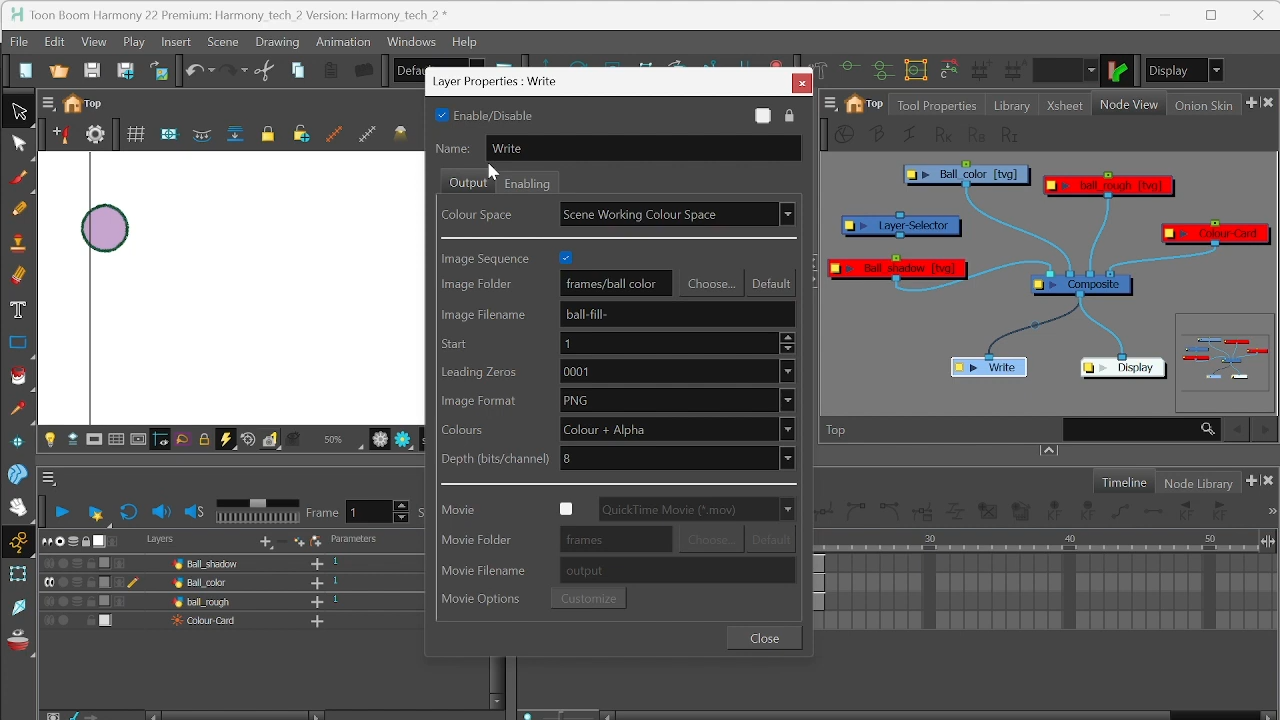 Toon Boom Harmony 22 Premium: Harmony_tech_2 Version: Harmony_tech_2 *
File Edit View Play Insert Scene Drawing Animation Windows Help
Display
Layer Properties : Write
Top
Top Tool Properties Library Xsheet Node View Onion Skin
Enable/Disable
Name: Write
Output Enabling
Ball_color [tvg]
ball_rough [tvg]
Colour Space Scene Working Colour Space
Layer-Selector
Colour-Card
Image Sequence
Ball_shadow [tvg]
Image Folder frames/ball color Choose... Default
Composite
Image Filename ball-fill-
Start 1
Leading Zeros 0001
Write
Display
Image Format PNG
Colours Colour + Alpha
Top
50%
Depth (bits/channel) 8
Timeline Node Library
Movie QuickTime Movie (*.mov)
Frame 1
Movie Folder frames Choose... Default
Layers Parameters
30 40 50
Ball_shadow 1
Movie Filename output
Ball_color 1
Movie Options Customize
ball_rough 1
Colour-Card
Close